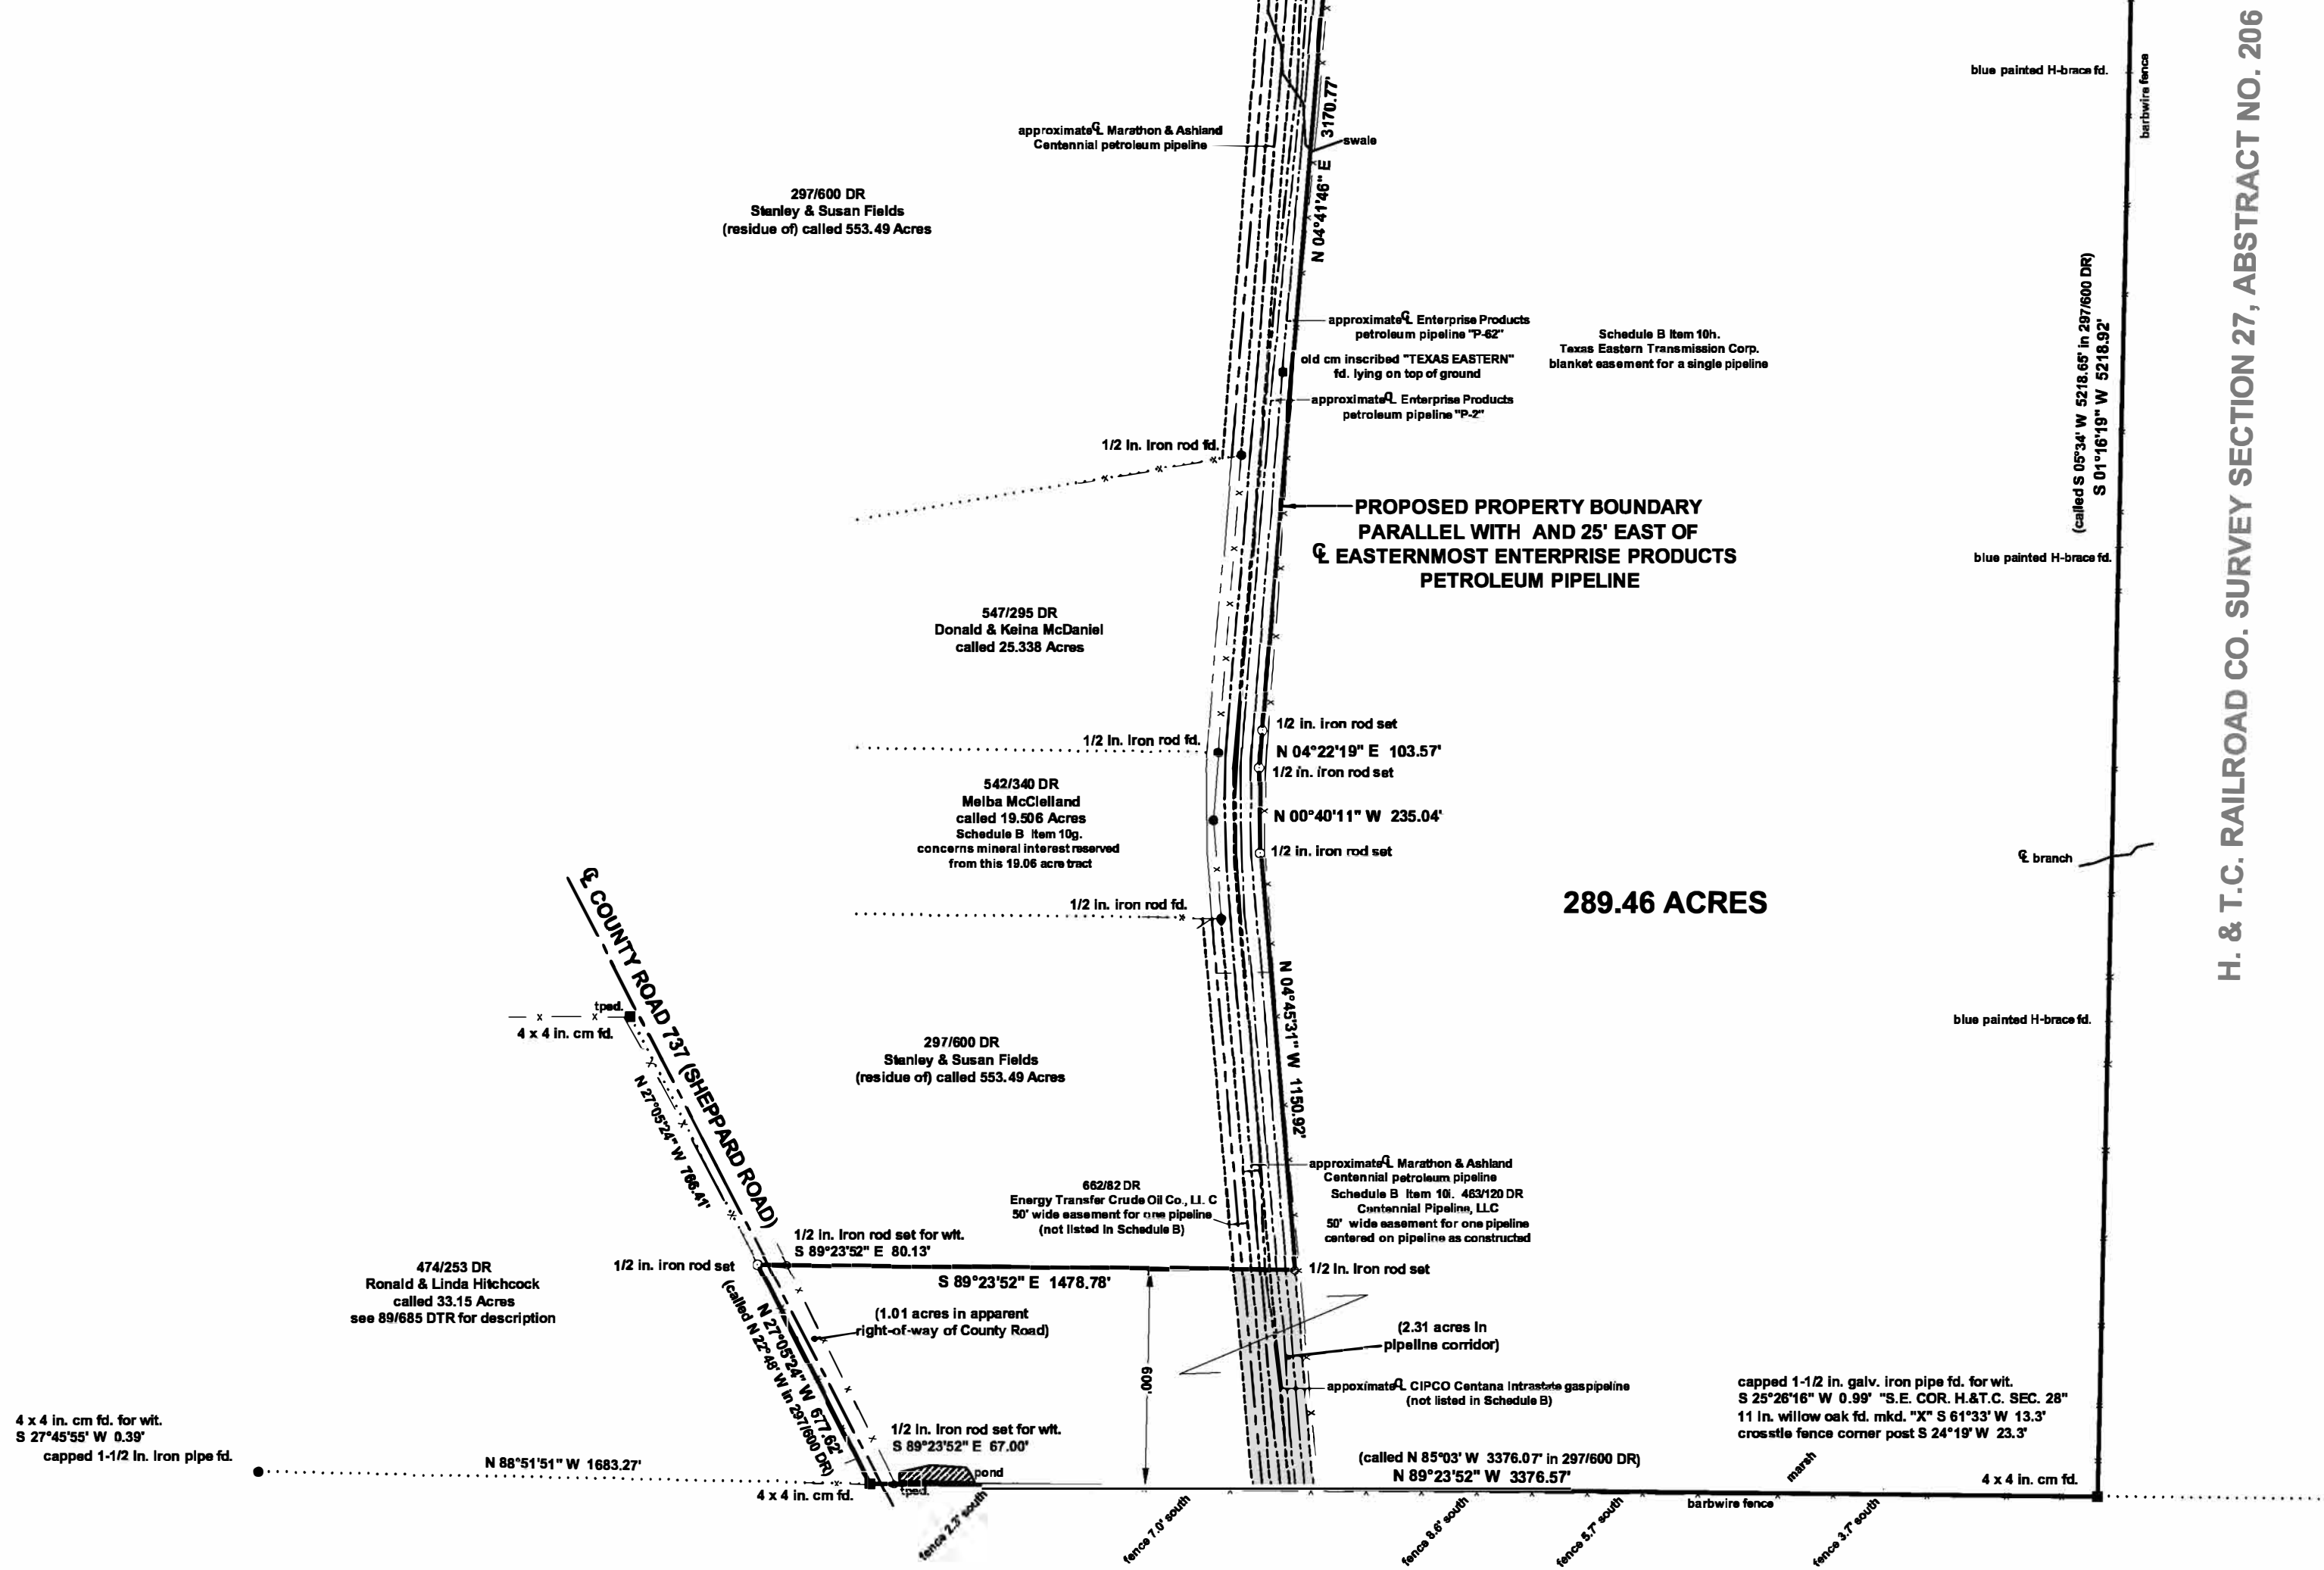 H. & T.C. RAILROAD CO. SURVEY SECTION 27, ABSTRACT NO. 206
blue painted H-brace fd.
barbwire fence
approximate ℄ Marathon & Ashland
Centennial petroleum pipeline
swale
N 04°41'46" E 3170.77'
297/600 DR
Stanley & Susan Fields
(residue of) called 553.49 Acres
approximate ℄ Enterprise Products
petroleum pipeline "P-62"
old cm inscribed "TEXAS EASTERN"
fd. lying on top of ground
approximate ℄ Enterprise Products
petroleum pipeline "P-2"
Schedule B Item 10h.
Texas Eastern Transmission Corp.
blanket easement for a single pipeline
(called S 05°34' W 5218.65' in 297/600 DR)
S 01°16'19" W 5218.92'
1/2 in. iron rod fd.
PROPOSED PROPERTY BOUNDARY
PARALLEL WITH AND 25' EAST OF
℄ EASTERNMOST ENTERPRISE PRODUCTS
PETROLEUM PIPELINE
blue painted H-brace fd.
547/295 DR
Donald & Keina McDaniel
called 25.338 Acres
1/2 in. iron rod fd.
1/2 in. iron rod set
N 04°22'19" E 103.57'
1/2 in. iron rod set
N 00°40'11" W 235.04'
1/2 in. iron rod set
542/340 DR
Melba McClelland
called 19.506 Acres
Schedule B Item 10g.
concerns mineral interest reserved
from this 19.06 acre tract
℄ branch
289.46 ACRES
1/2 in. iron rod fd.
℄ COUNTY ROAD 737 (SHEPPARD ROAD)
tped.
4 x 4 in. cm fd.
N 27°05'24" W 766.41'
297/600 DR
Stanley & Susan Fields
(residue of) called 553.49 Acres
N 04°45'31" W 1150.92'
blue painted H-brace fd.
662/82 DR
Energy Transfer Crude Oil Co., LL C
50' wide easement for one pipeline
(not listed in Schedule B)
approximate ℄ Marathon & Ashland
Centennial petroleum pipeline
Schedule B Item 10i. 463/120 DR
Centennial Pipeline, LLC
50' wide easement for one pipeline
centered on pipeline as constructed
1/2 in. iron rod set for wit.
S 89°23'52" E 80.13'
1/2 in. iron rod set
S 89°23'52" E 1478.78'
1/2 in. iron rod set
474/253 DR
Ronald & Linda Hitchcock
called 33.15 Acres
see 89/685 DTR for description
N 27°05'24" W 677.62'
(called N 22°48' W in 297/600 DR)
(1.01 acres in apparent
right-of-way of County Road)
600'
(2.31 acres in
pipeline corridor)
appoximate ℄ CIPCO Centana Intrastate gas pipeline
(not listed in Schedule B)
capped 1-1/2 in. galv. iron pipe fd. for wit.
S 25°26'16" W 0.99' "S.E. COR. H.&T.C. SEC. 28"
11 in. willow oak fd. mkd. "X" S 61°33' W 13.3'
crosstie fence corner post S 24°19' W 23.3'
4 x 4 in. cm fd. for wit.
S 27°45'55' W 0.39'
capped 1-1/2 in. iron pipe fd.
N 88°51'51" W 1683.27'
4 x 4 in. cm fd.
1/2 in. iron rod set for wit.
S 89°23'52" E 67.00'
pond
tped.
(called N 85°03' W 3376.07' in 297/600 DR)
N 89°23'52" W 3376.57'
marsh
4 x 4 in. cm fd.
barbwire fence
fence 2.3' south
fence 7.0' south
fence 8.6' south
fence 5.7' south
fence 3.7' south